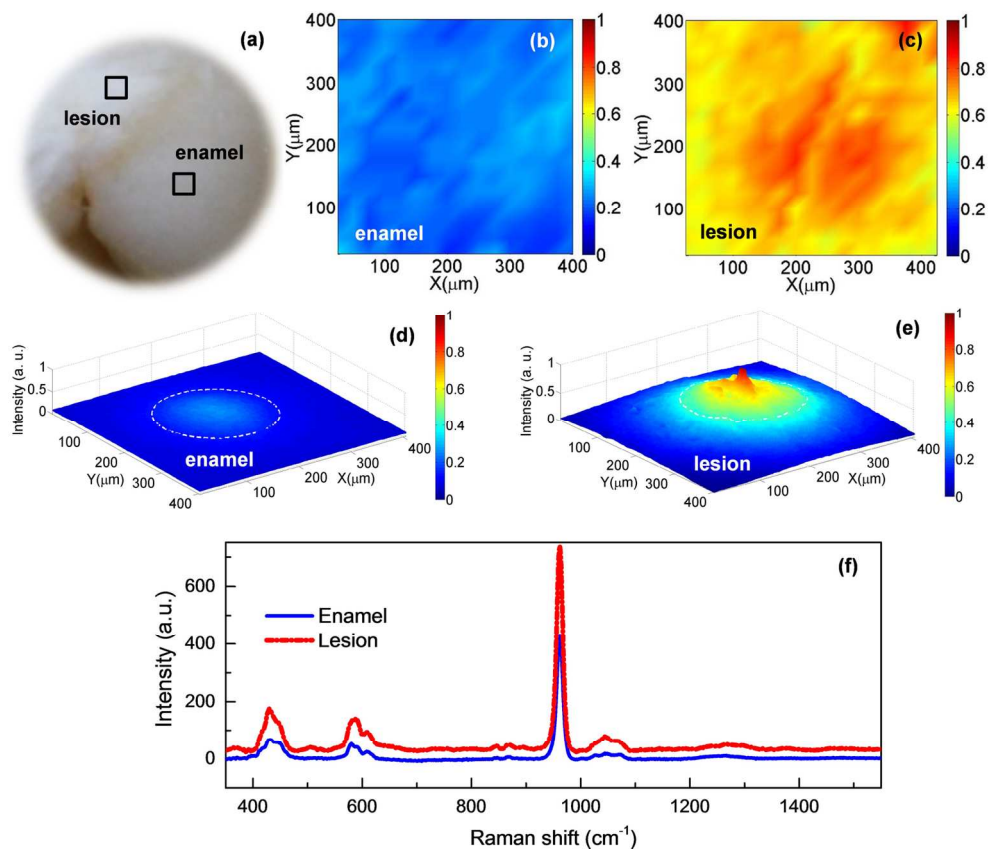 (a)
lesion
enamel
(b)
enamel
400
300
200
100
Y(μm)
100 200 300 400
X(μm)
1
0.8
0.6
0.4
0.2
0
(c)
lesion
400
300
200
100
Y(μm)
100 200 300 400
X(μm)
1
0.8
0.6
0.4
0.2
0
(d)
enamel
Intensity (a. u.)
1
0.5
0
100
200
300
400
Y(μm)
100
200
300
400
X(μm)
1
0.8
0.6
0.4
0.2
0
(e)
lesion
Intensity (a. u.)
1
0.5
0
100
200
300
400
Y(μm)
100
200
300
400
X(μm)
1
0.8
0.6
0.4
0.2
0
(f)
Enamel
Lesion
Intensity (a.u.)
600
400
200
0
400 600 800 1000 1200 1400
Raman shift (cm⁻¹)